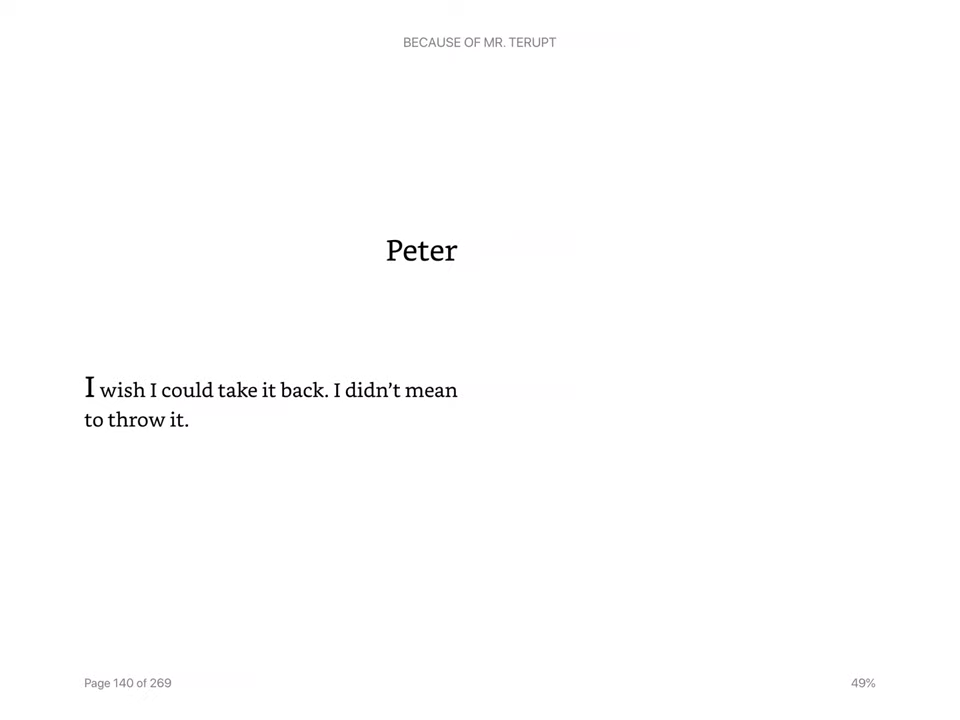 BECAUSE OF MR. TERUPT
Peter
I wish I could take it back. I didn’t mean
to throw it.
Page 140 of 269
49%